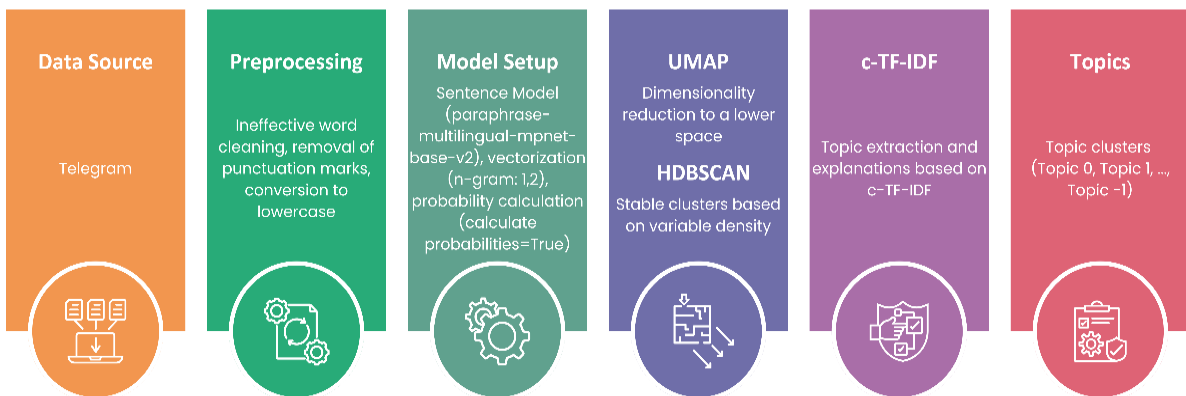 Data Source
Telegram
Preprocessing
Ineffective word
cleaning, removal of
punctuation marks,
conversion to
lowercase
Model Setup
Sentence Model
(paraphrase-
multilingual-mpnet-
base-v2), vectorization
(n-gram: 1,2),
probability calculation
(calculate
probabilities=True)
UMAP
Dimensionality
reduction to a lower
space
HDBSCAN
Stable clusters based
on variable density
c-TF-IDF
Topic extraction and
explanations based on
c-TF-IDF
Topics
Topic clusters
(Topic 0, Topic 1, ...,
Topic -1)